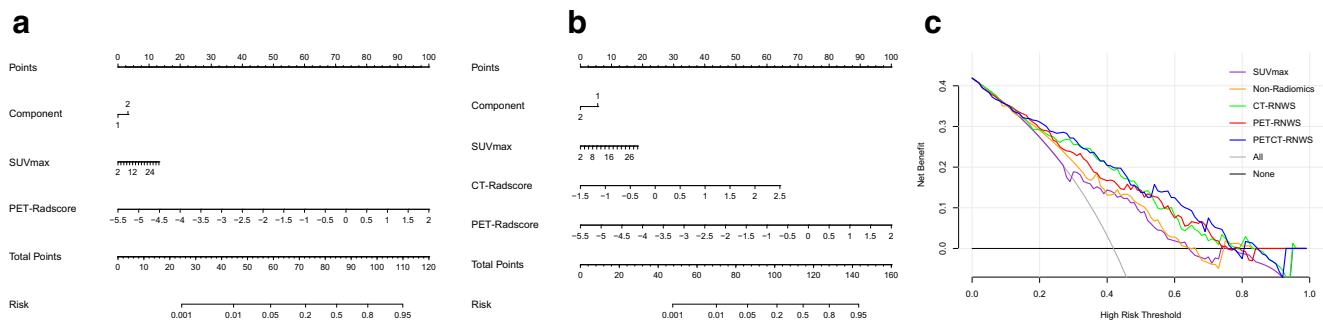 a
Points
0 10 20 30 40 50 60 70 80 90 100
Component
2
1
SUVmax
2 12 24
PET-Radscore
−5.5 −5 −4.5 −4 −3.5 −3 −2.5 −2 −1.5 −1 −0.5 0 0.5 1 1.5 2
Total Points
0 10 20 30 40 50 60 70 80 90 100 110 120
Risk
0.001 0.01 0.05 0.2 0.5 0.8 0.95
b
Points
0 10 20 30 40 50 60 70 80 90 100
Component
1
2
SUVmax
2 8 16 26
CT-Radscore
−1.5 −1 −0.5 0 0.5 1 1.5 2 2.5
PET-Radscore
−5.5 −5 −4.5 −4 −3.5 −3 −2.5 −2 −1.5 −1 −0.5 0 0.5 1 1.5 2
Total Points
0 20 40 60 80 100 120 140 160
Risk
0.001 0.01 0.05 0.2 0.5 0.8 0.95
c
Net Benefit
0.4
0.3
0.2
0.1
0.0
SUVmax
Non-Radiomics
CT-RNWS
PET-RNWS
PETCT-RNWS
All
None
0.0 0.2 0.4 0.6 0.8 1.0
High Risk Threshold